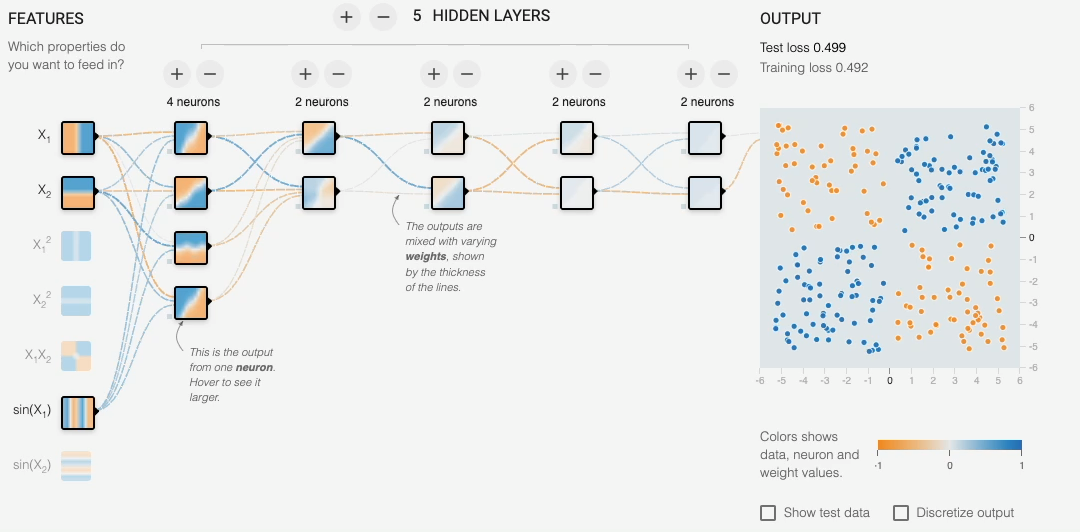 FEATURES
Which properties do
you want to feed in?
X1
X2
X1²
X2²
X1X2
sin(X1)
sin(X2)
+ − 5 HIDDEN LAYERS
+ −
4 neurons
+ −
2 neurons
+ −
2 neurons
+ −
2 neurons
+ −
2 neurons
This is the output
from one neuron.
Hover to see it
larger.
The outputs are
mixed with varying
weights, shown
by the thickness
of the lines.
OUTPUT
Test loss 0.499
Training loss 0.492
6
5
4
3
2
1
0
-1
-2
-3
-4
-5
-6
-6 -5 -4 -3 -2 -1 0 1 2 3 4 5 6
Colors shows
data, neuron and
weight values.
-1 0 1
Show test data
Discretize output